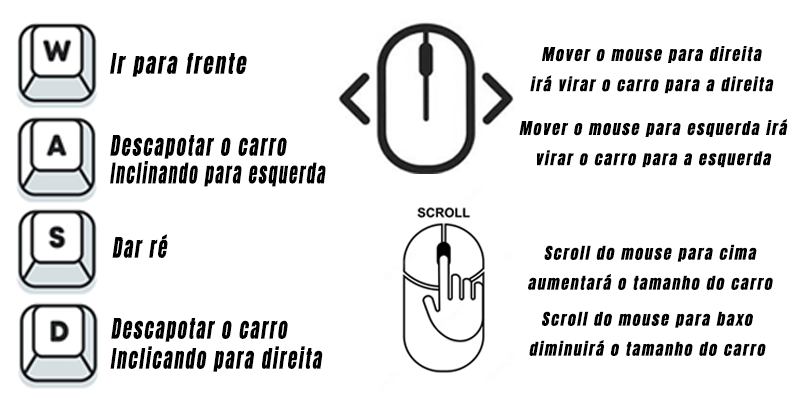 W
Ir para frente
A
Descapotar o carro
Inclinando para esquerda
S
Dar ré
D
Descapotar o carro
Inclicando para direita
Mover o mouse para direita
irá virar o carro para a direita
Mover o mouse para esquerda irá
virar o carro para a esquerda
SCROLL
Scroll do mouse para cima
aumentará o tamanho do carro
Scroll do mouse para baxo
diminuirá o tamanho do carro